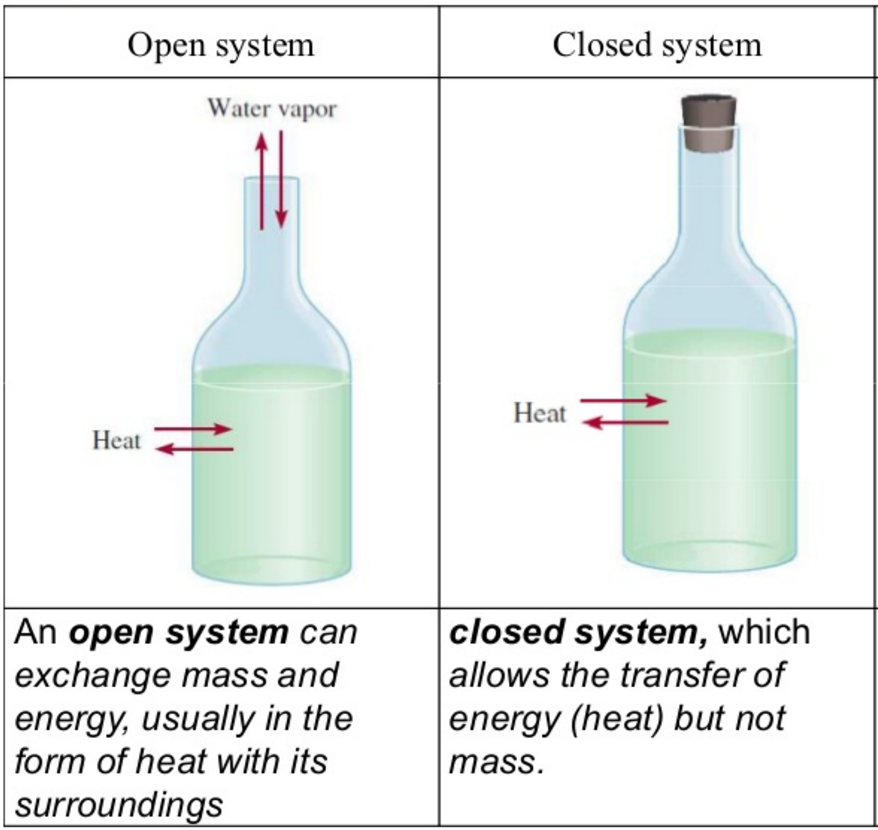 Open system
Closed system
Water vapor
Heat
Heat
An open system can
exchange mass and
energy, usually in the
form of heat with its
surroundings
closed system, which
allows the transfer of
energy (heat) but not
mass.